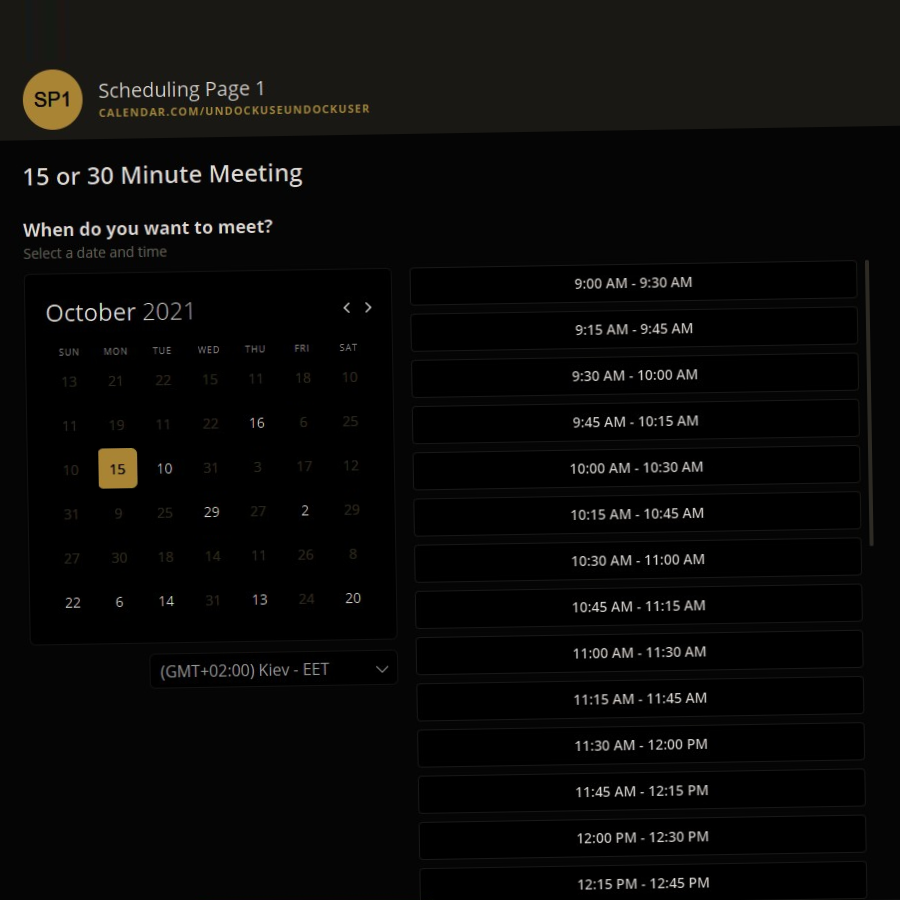 SP1
Scheduling Page 1
CALENDAR.COM/UNDOCKUSEUNDOCKUSER
15 or 30 Minute Meeting
When do you want to meet?
Select a date and time
October 2021
SUN MON TUE WED THU FRI SAT
13 21 22 15 11 18 10
11 19 11 22 16 6 25
10 15 10 31 3 17 12
31 9 25 29 27 2 29
27 30 18 14 11 26 8
22 6 14 31 13 24 20
(GMT+02:00) Kiev - EET
9:00 AM - 9:30 AM
9:15 AM - 9:45 AM
9:30 AM - 10:00 AM
9:45 AM - 10:15 AM
10:00 AM - 10:30 AM
10:15 AM - 10:45 AM
10:30 AM - 11:00 AM
10:45 AM - 11:15 AM
11:00 AM - 11:30 AM
11:15 AM - 11:45 AM
11:30 AM - 12:00 PM
11:45 AM - 12:15 PM
12:00 PM - 12:30 PM
12:15 PM - 12:45 PM